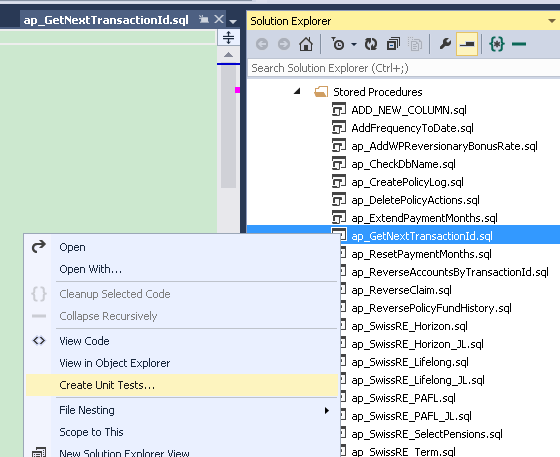 ap_GetNextTransactionId.sql
Solution Explorer
Search Solution Explorer (Ctrl+;)
Stored Procedures
ADD_NEW_COLUMN.sql
AddFrequencyToDate.sql
ap_AddWPReversionaryBonusRate.sql
ap_CheckDbName.sql
ap_CreatePolicyLog.sql
ap_DeletePolicyActions.sql
ap_ExtendPaymentMonths.sql
ap_GetNextTransactionId.sql
ap_ResetPaymentMonths.sql
ap_ReverseAccountsByTransactionId.sql
ap_ReverseClaim.sql
ap_ReversePolicyFundHistory.sql
ap_SwissRE_Horizon.sql
ap_SwissRE_Horizon_JL.sql
ap_SwissRE_Lifelong.sql
ap_SwissRE_Lifelong_JL.sql
ap_SwissRE_PAFL.sql
ap_SwissRE_PAFL_JL.sql
ap_SwissRE_SelectPensions.sql
ap_SwissRE_Term.sql
Open
Open With...
Cleanup Selected Code
Collapse Recursively
View Code
View in Object Explorer
Create Unit Tests...
File Nesting
Scope to This
New Solution Explorer View